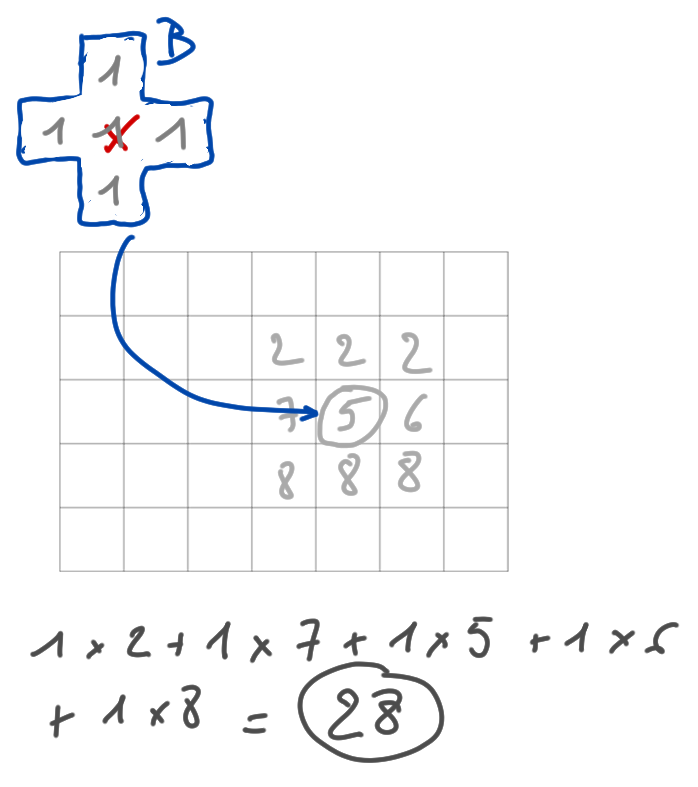 B
1
1 1 1
1
2 2 2
7 5 6
8 8 8
1 × 2 + 1 × 7 + 1 × 5 + 1 × 6
+ 1 × 8 = 28